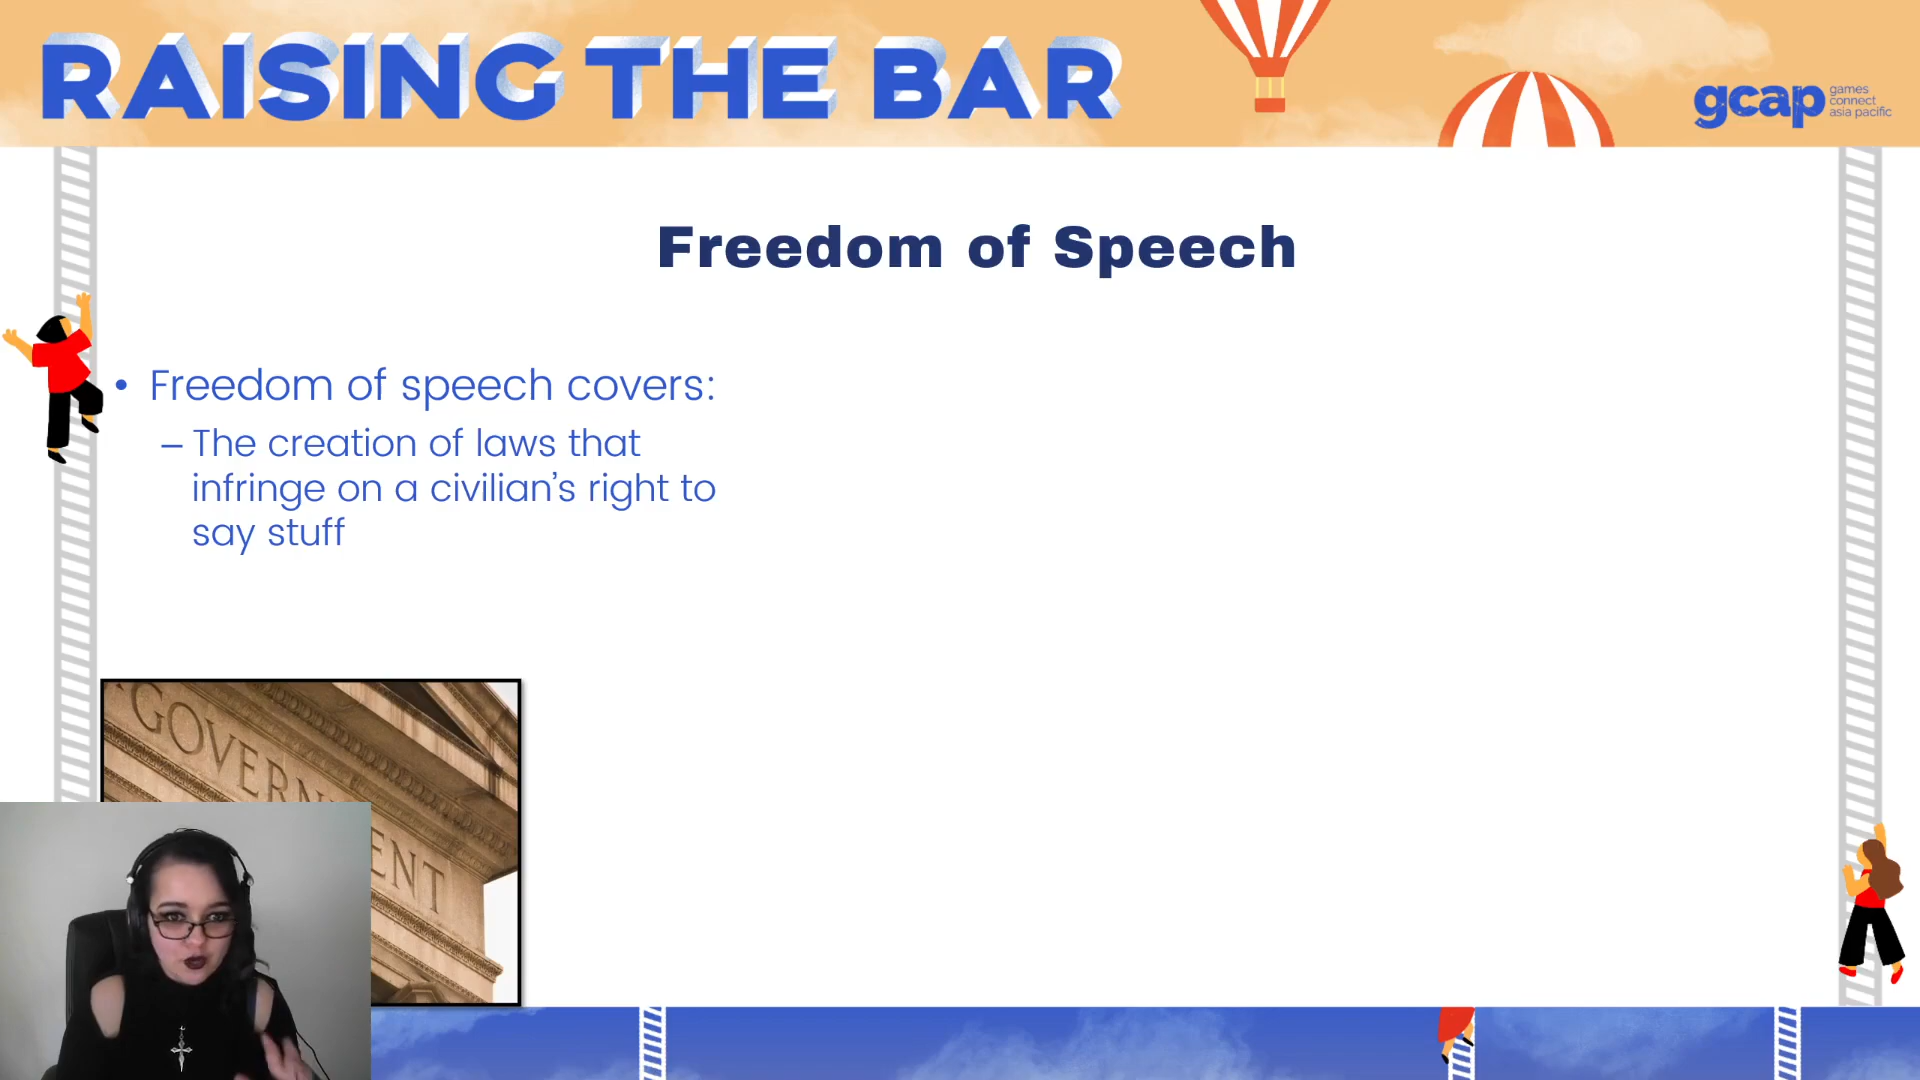 RAISING THE BAR
gcap
games
connect
asia pacific
Freedom of Speech
• Freedom of speech covers:
– The creation of laws that
infringe on a civilian’s right to
say stuff
GOVERN
ENT